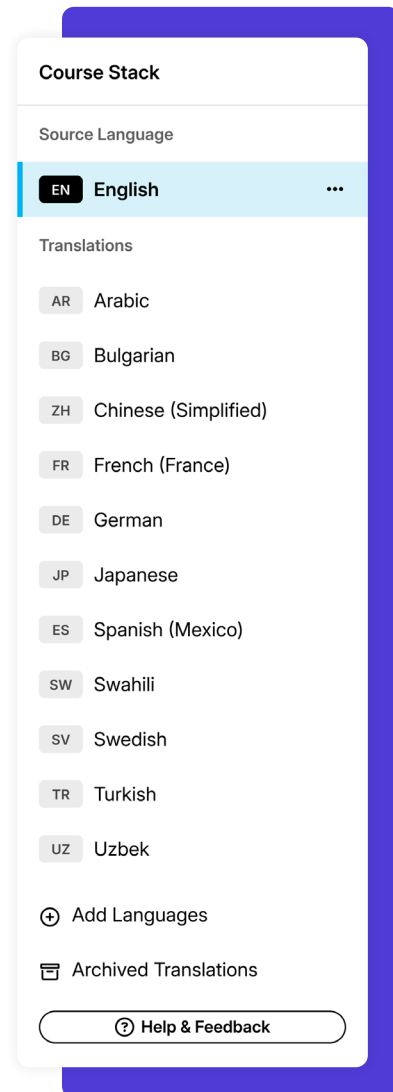 Course Stack
Source Language
EN English
Translations
AR Arabic
BG Bulgarian
ZH Chinese (Simplified)
FR French (France)
DE German
JP Japanese
ES Spanish (Mexico)
SW Swahili
SV Swedish
TR Turkish
UZ Uzbek
Add Languages
Archived Translations
Help & Feedback